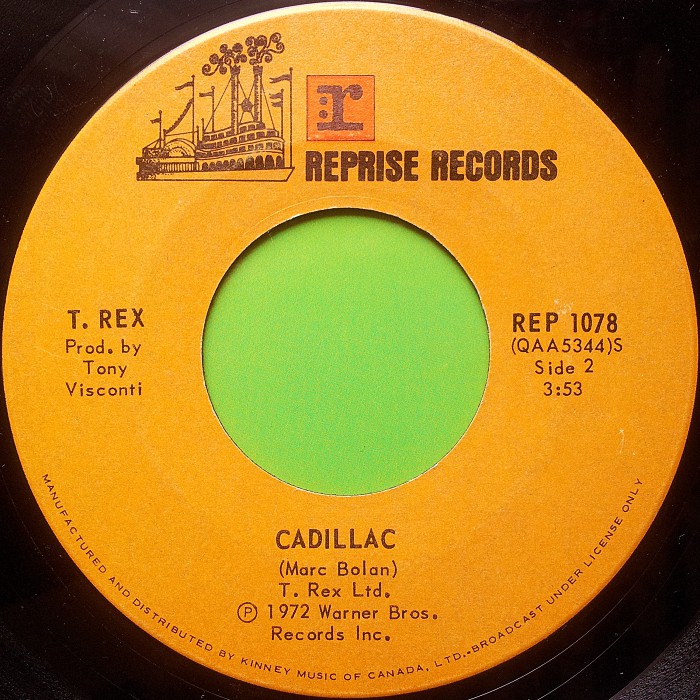 r
REPRISE RECORDS
T. REX
Prod. by
Tony
Visconti
REP 1078
(QAA5344)S
Side 2
3:53
CADILLAC
(Marc Bolan)
T. Rex Ltd.
Ⓟ 1972 Warner Bros.
Records Inc.
MANUFACTURED AND DISTRIBUTED BY KINNEY MUSIC OF CANADA, LTD.-BROADCAST UNDER LICENSE ONLY